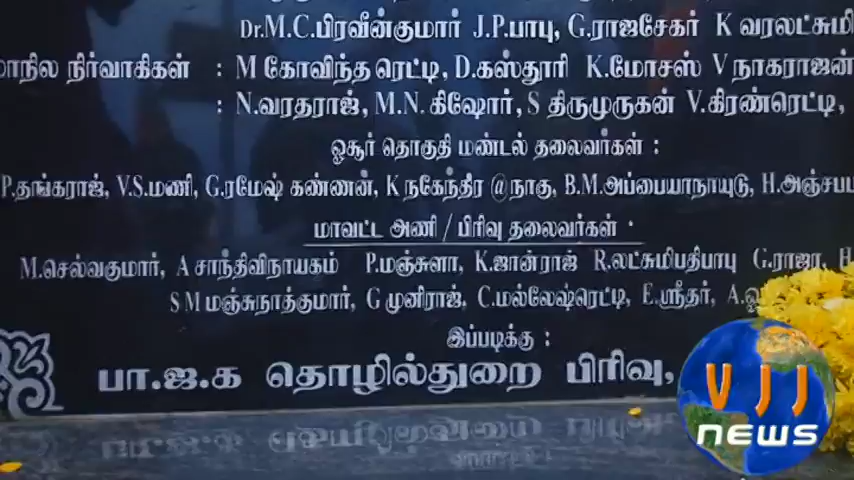 Dr.M.C.பிரவீன்குமார் J.P.பாபு, G.ராஜசேகர் K வரலட்சுமி
மாநில நிர்வாகிகள் : M கோவிந்தரெட்டி, D.கஸ்தூரி K.மோசஸ் V நாகராஜன்
: N.வரதராஜ், M.N. கிஷோர், S திருமுருகன் V.கிரண்ரெட்டி,
ஓசூர் தொகுதி மண்டல் தலைவர்கள் :
P.தங்கராஜ், V.S.மணி, G.ரமேஷ் கண்ணன், K நகேந்திர @ நாகு, B.M.அப்பையாநாயுடு,
மாவட்ட அணி / பிரிவு தலைவர்கள் :
M.செல்வகுமார், A சாந்திவிநாயகம் P.மஞ்சுளா, K.ஜான்ராஜ் R.லட்சுமிபதிபாபு G.ராஜா,
S M மஞ்சுநாத்குமார், G முனிராஜ், C.மல்லேஷ்ரெட்டி, E.ஸ்ரீதர்,
இப்படிக்கு :
பா.ஜ.க தொழில்துறை பிரிவு,
VJJ
NEWS